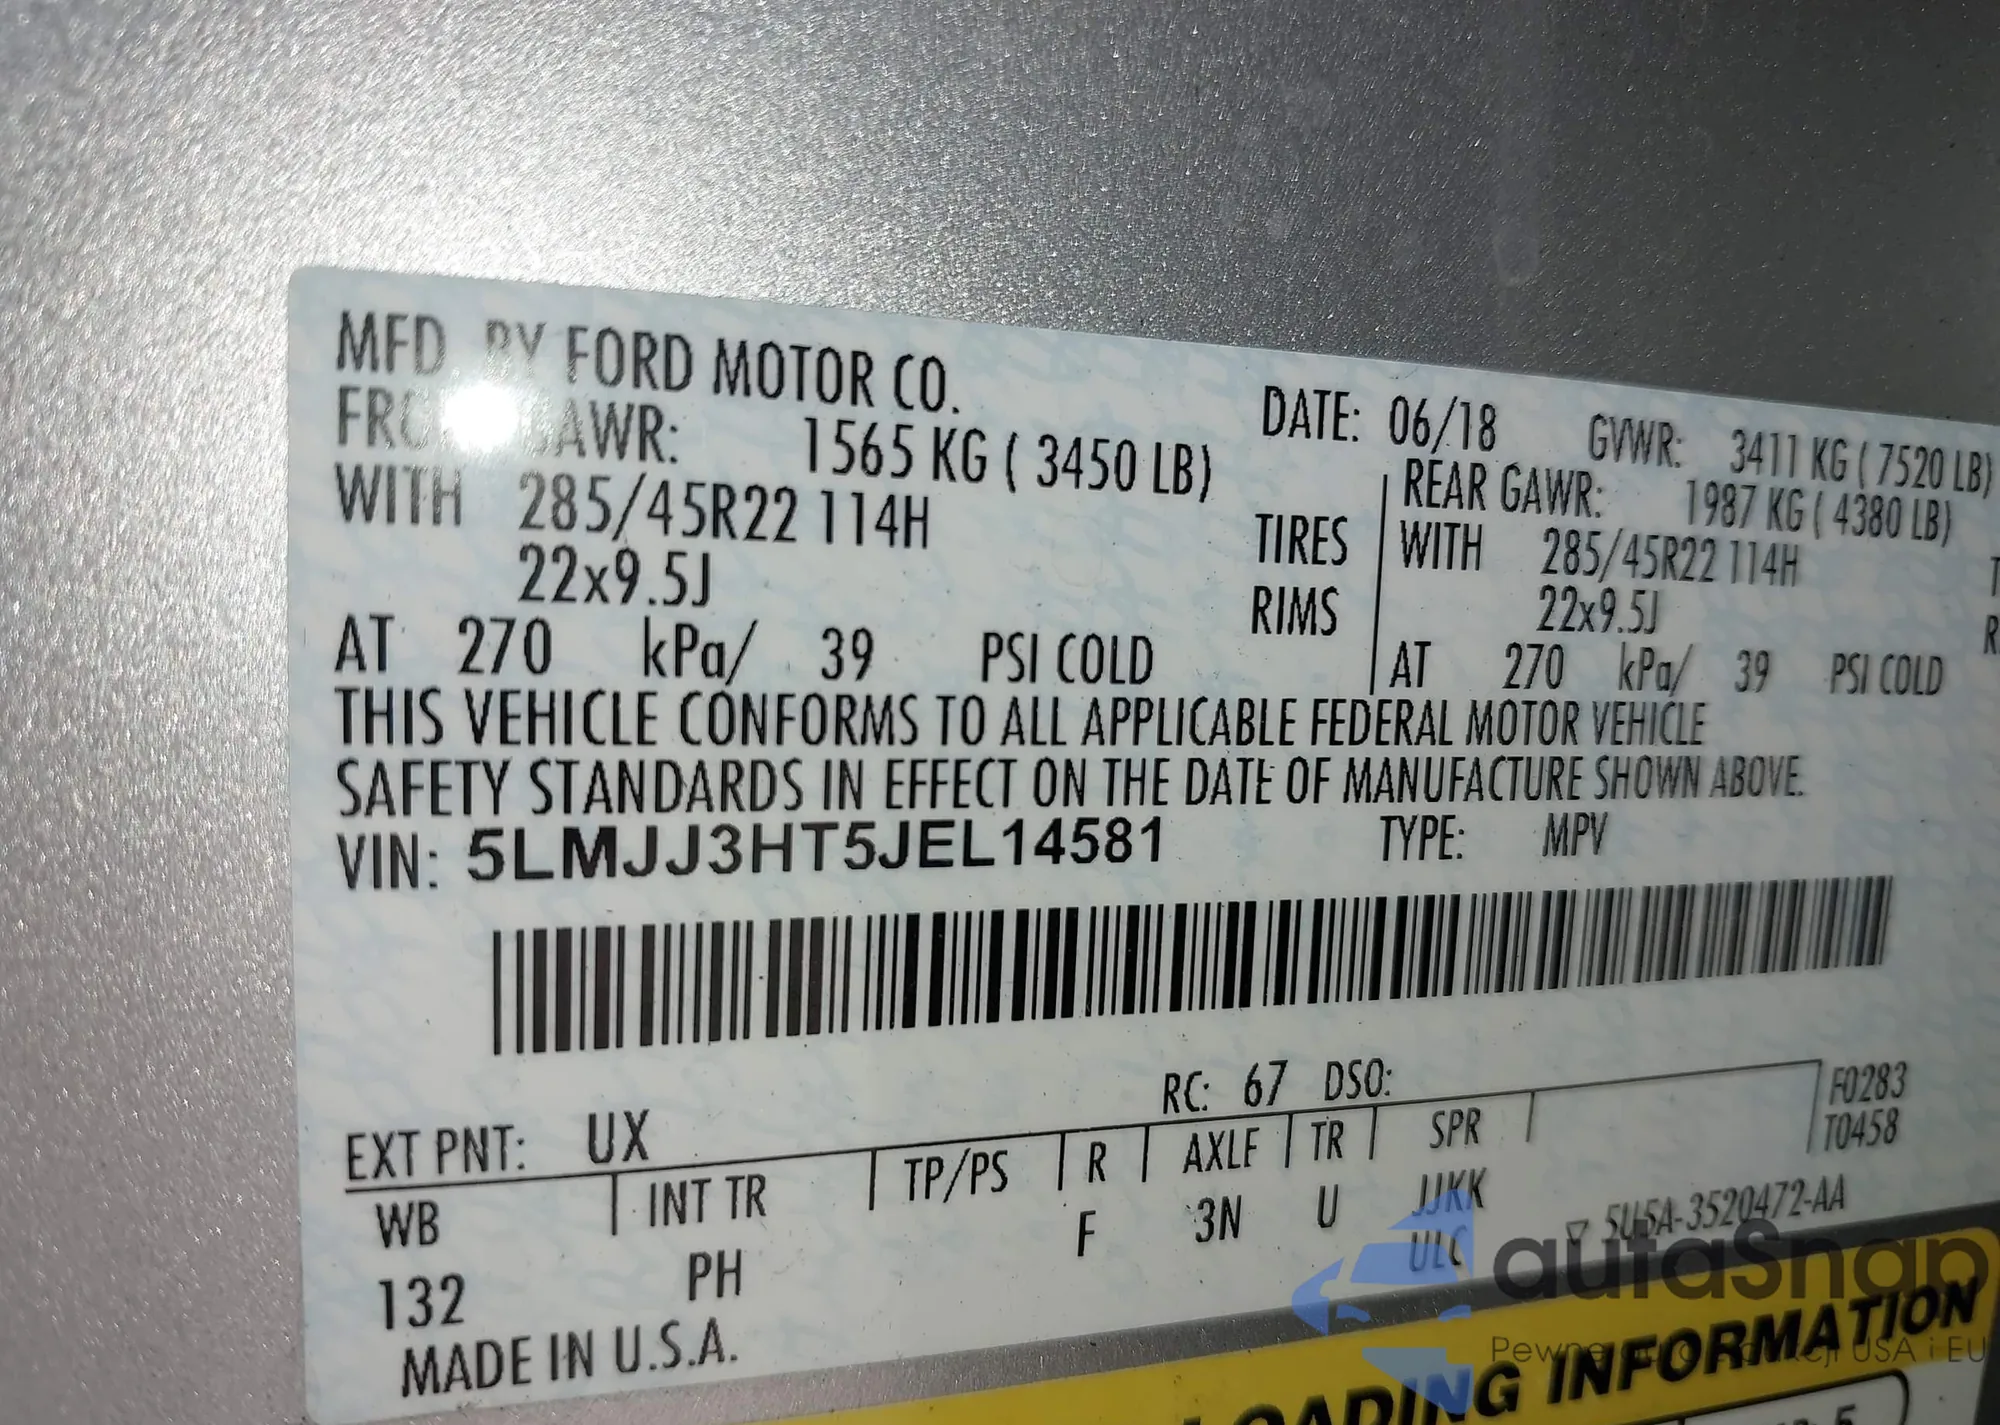 MFD. BY FORD MOTOR CO.
DATE: 06/18 GVWR: 3411 KG ( 7520 LB)
GAWR: 1565 KG ( 3450 LB) REAR GAWR: 1987 KG ( 4380 LB)
WITH 285/45R22 114H TIRES WITH 285/45R22 114H
22x9.5J RIMS 22x9.5J
AT 270 kPa/ 39 PSI COLD AT 270 kPa/ 39 PSI COLD
THIS VEHICLE CONFORMS TO ALL APPLICABLE FEDERAL MOTOR VEHICLE
SAFETY STANDARDS IN EFFECT ON THE DATE OF MANUFACTURE SHOWN ABOVE.
VIN: 5LMJJ3HT5JEL14581 TYPE: MPV
RC: 67 DSO: F0283
EXT PNT: UX T0458
WB INT TR TP/PS R AXLE TR SPR
132 PH F 3N U JJKK
ULC
▽ 5U5A-3520472-AA
MADE IN U.S.A.
autaSnap
USA i EU
LOADING INFORMATION